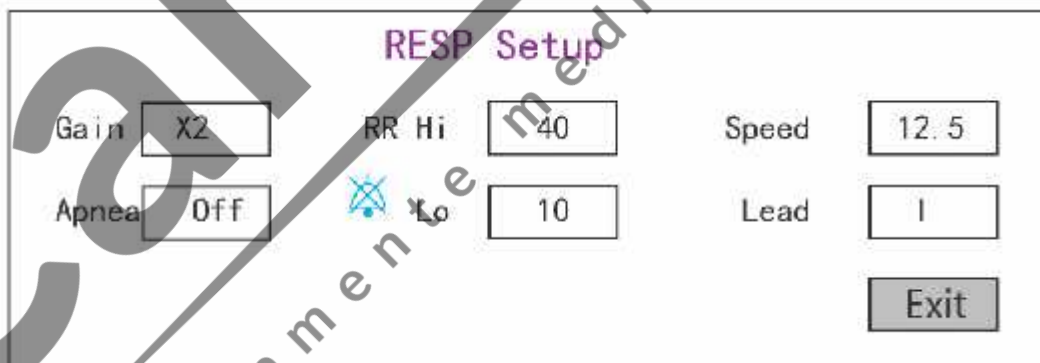 RESP Setup
Gain X2 RR Hi 40 Speed 12.5
Apnea Off Lo 10 Lead I
Exit